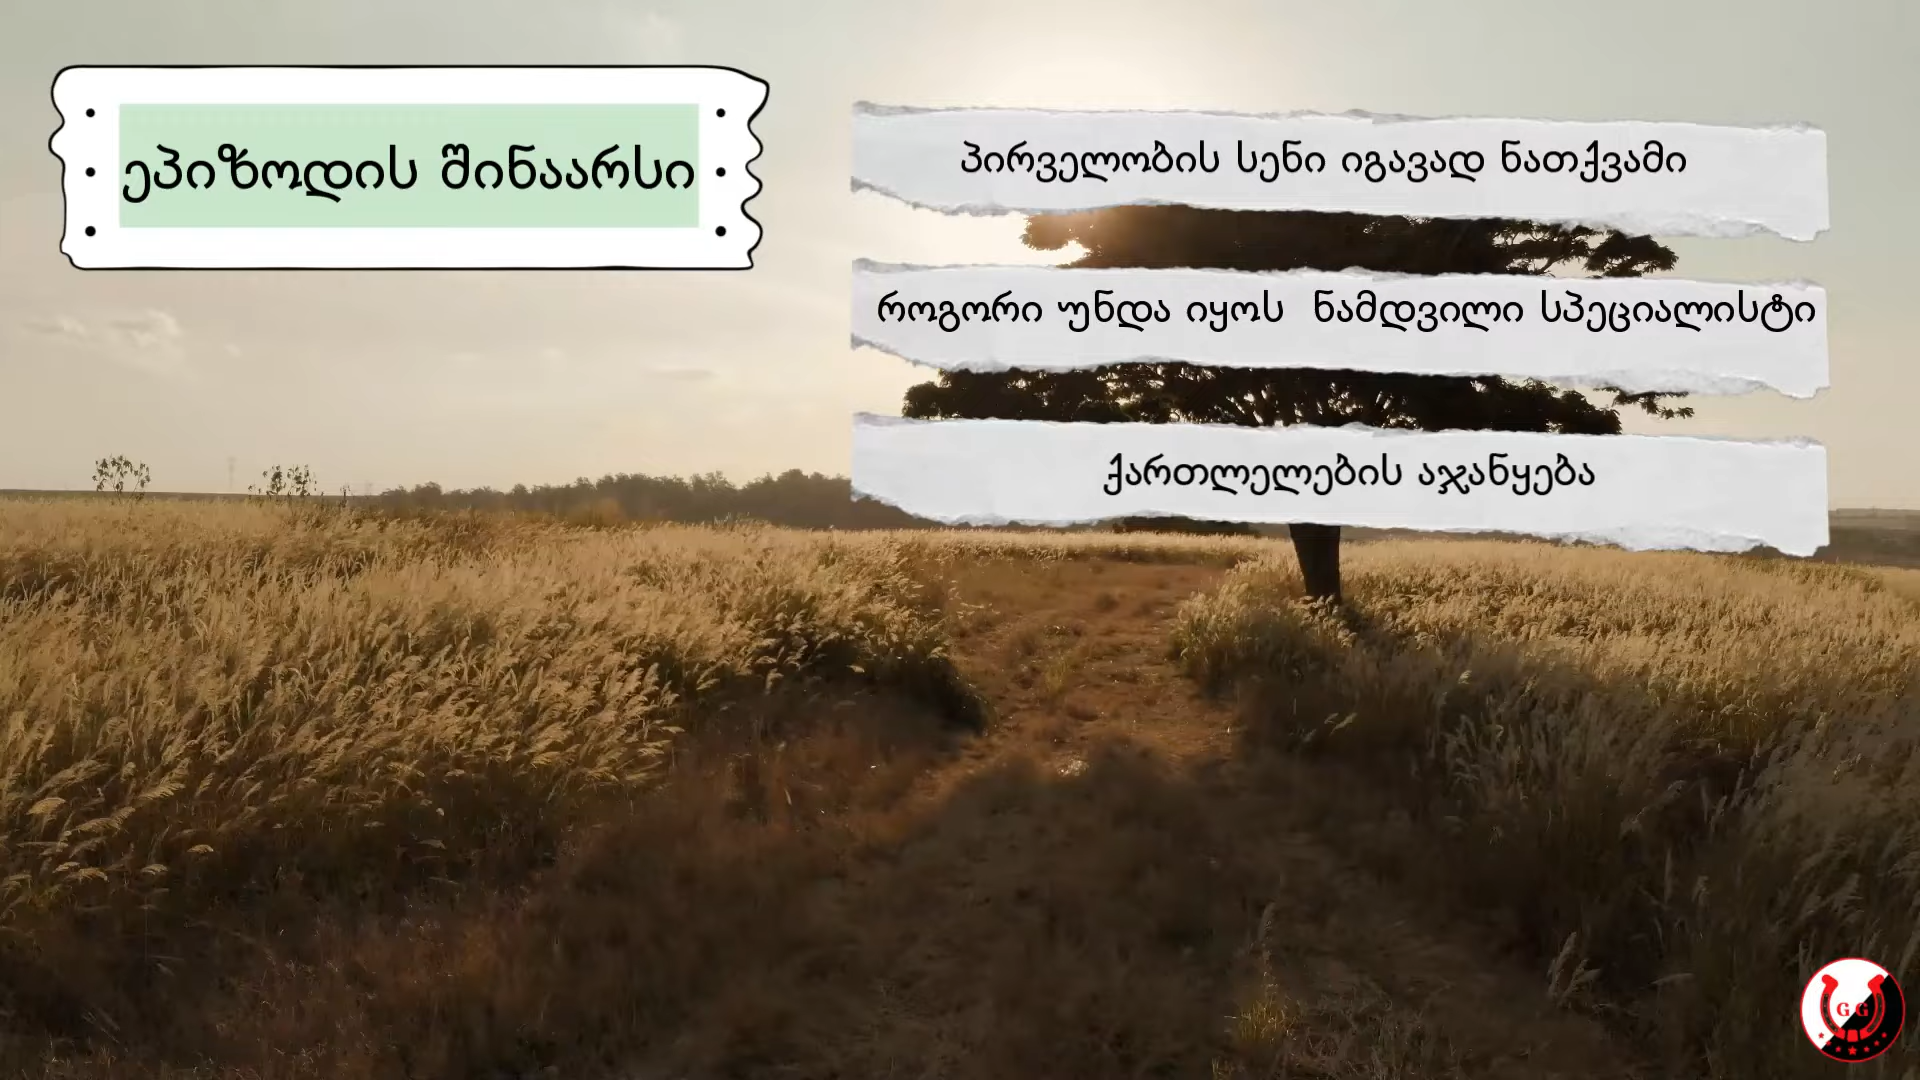 ეპიზოდის შინაარსი
პირველობის სენი იგავად ნათქვამი
როგორი უნდა იყოს ნამდვილი სპეციალისტი
ქართლელების აჯანყება
G G